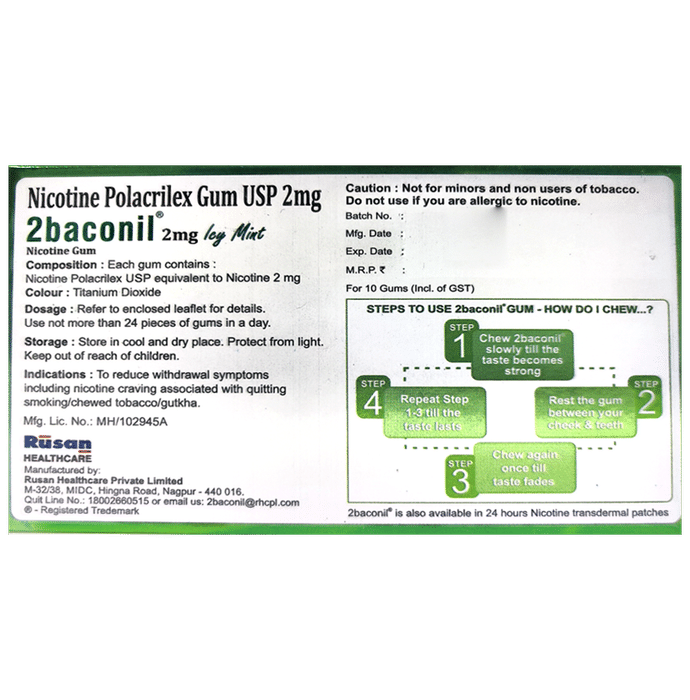 Nicotine Polacrilex Gum USP 2mg
2baconil® 2mg Icy Mint
Nicotine Gum
Composition : Each gum contains :
Nicotine Polacrilex USP equivalent to Nicotine 2 mg
Colour : Titanium Dioxide
Dosage : Refer to enclosed leaflet for details.
Use not more than 24 pieces of gums in a day.
Storage : Store in cool and dry place. Protect from light.
Keep out of reach of children.
Indications : To reduce withdrawal symptoms
including nicotine craving associated with quitting
smoking/chewed tobacco/gutkha.
Mfg. Lic. No.: MH/102945A
Rusan
HEALTHCARE
Manufactured by:
Rusan Healthcare Private Limited
M-32/38, MIDC, Hingna Road, Nagpur - 440 016.
Quit Line No.: 18002660515 or email us: 2baconil@rhcpl.com
® - Registered Trademark
Caution : Not for minors and non users of tobacco.
Do not use if you are allergic to nicotine.
Batch No. :
Mfg. Date :
Exp. Date :
M.R.P. ₹ :
For 10 Gums (Incl. of GST)
STEPS TO USE 2baconil® GUM - HOW DO I CHEW...?
STEP
1
Chew 2baconil®
slowly till the
taste becomes
strong
STEP
2
Rest the gum
between your
cheek & teeth
STEP
3
Chew again
once till
taste fades
STEP
4
Repeat Step
1-3 till the
taste lasts
2baconil® is also available in 24 hours Nicotine transdermal patches